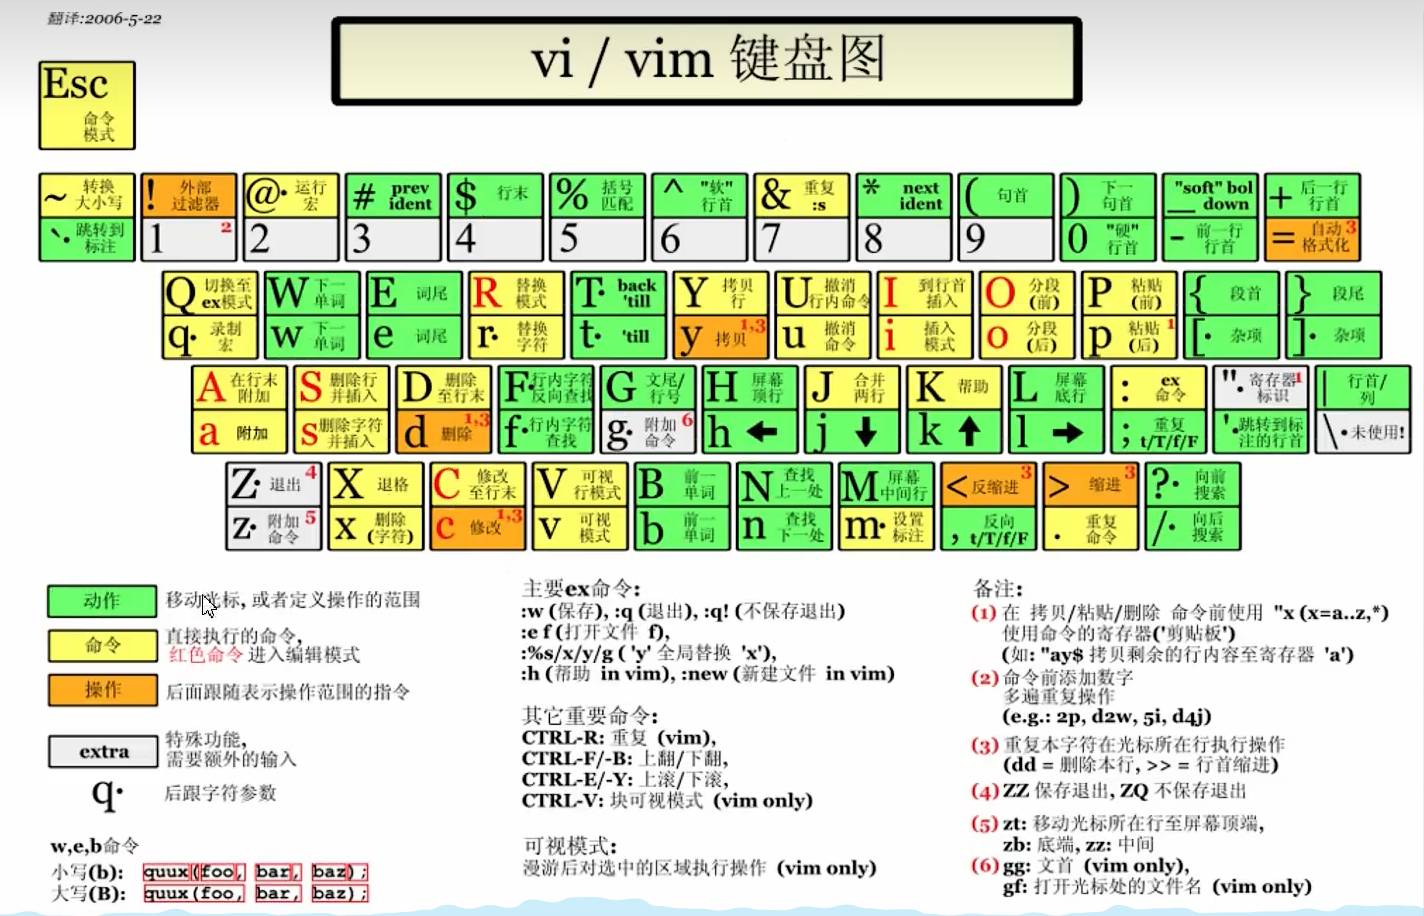 翻译:2006-5-22
vi / vim 键盘图
Esc
命令
模式
~ 转换
大小写
! 外部
过滤器
@· 运行
宏
# prev
ident
$ 行末
% 括号
匹配
^ "软"
行首
& 重复
:s
* next
ident
( 句首
) 下一
句首
"soft" bol
_ down
+ 后一行
行首
`· 跳转到
标注
1 2
2
3
4
5
6
7
8
9
0 "硬"
行首
- 前一行
行首
= 自动 3
格式化
Q 切换至
ex模式
W 下一
单词
E 词尾
R 替换
模式
T· back
'till
Y 拷贝
行
U 撤消
行内命令
I 到行首
插入
O 分段
(前)
P 粘贴
(前)
{ 段首
} 段尾
q· 录制
宏
w 下一
单词
e 词尾
r· 替换
字符
t· 'till
y 拷贝 1,3
u 撤消
命令
i 插入
模式
o 分段
(后)
p 粘贴 1
(后)
[· 杂项
]· 杂项
A 在行末
附加
S 删除行
并插入
D 删除
至行末
F· 行内字符
反向查找
G 文尾/
行号
H 屏幕
顶行
J 合并
两行
K 帮助
L 屏幕
底行
: ex
命令
"· 寄存器 1
标识
| 行首/
列
a 附加
s 删除字符
并插入
d 删除 1,3
f· 行内字符
查找
g· 附加 6
命令
h ←
j ↓
k ↑
l →
; 重复
t/T/f/F
'· 跳转到标
注的行首
\· 未使用!
Z· 退出 4
X 退格
C 修改
至行末
V 可视
行模式
B 前一
单词
N 查找
上一处
M 屏幕
中间行
< 反缩进 3
> 缩进 3
?· 向前
搜索
z· 附加 5
命令
x 删除
(字符)
c 修改 1,3
v 可视
模式
b 前一
单词
n 查找
下一处
m· 设置
标注
, 反向
t/T/f/F
. 重复
命令
/· 向后
搜索
动作 移动光标, 或者定义操作的范围
命令 直接执行的命令,
红色命令 进入编辑模式
操作 后面跟随表示操作范围的指令
extra 特殊功能,
需要额外的输入
q· 后跟字符参数
w,e,b命令
小写(b): quux(foo, bar, baz);
大写(B): quux(foo, bar, baz);
主要ex命令:
:w (保存), :q (退出), :q! (不保存退出)
:e f (打开文件 f),
:%s/x/y/g ( 'y' 全局替换 'x'),
:h (帮助 in vim), :new (新建文件 in vim)
其它重要命令:
CTRL-R: 重复 (vim),
CTRL-F/-B: 上翻/下翻,
CTRL-E/-Y: 上滚/下滚,
CTRL-V: 块可视模式 (vim only)
可视模式:
漫游后对选中的区域执行操作 (vim only)
备注:
(1) 在 拷贝/粘贴/删除 命令前使用 "x (x=a..z,*)
使用命令的寄存器('剪贴板')
(如: "ay$ 拷贝剩余的行内容至寄存器 'a')
(2) 命令前添加数字
多遍重复操作
(e.g.: 2p, d2w, 5i, d4j)
(3) 重复本字符在光标所在行执行操作
(dd = 删除本行, >> = 行首缩进)
(4) ZZ 保存退出, ZQ 不保存退出
(5) zt: 移动光标所在行至屏幕顶端,
zb: 底端, zz: 中间
(6) gg: 文首 (vim only),
gf: 打开光标处的文件名 (vim only)